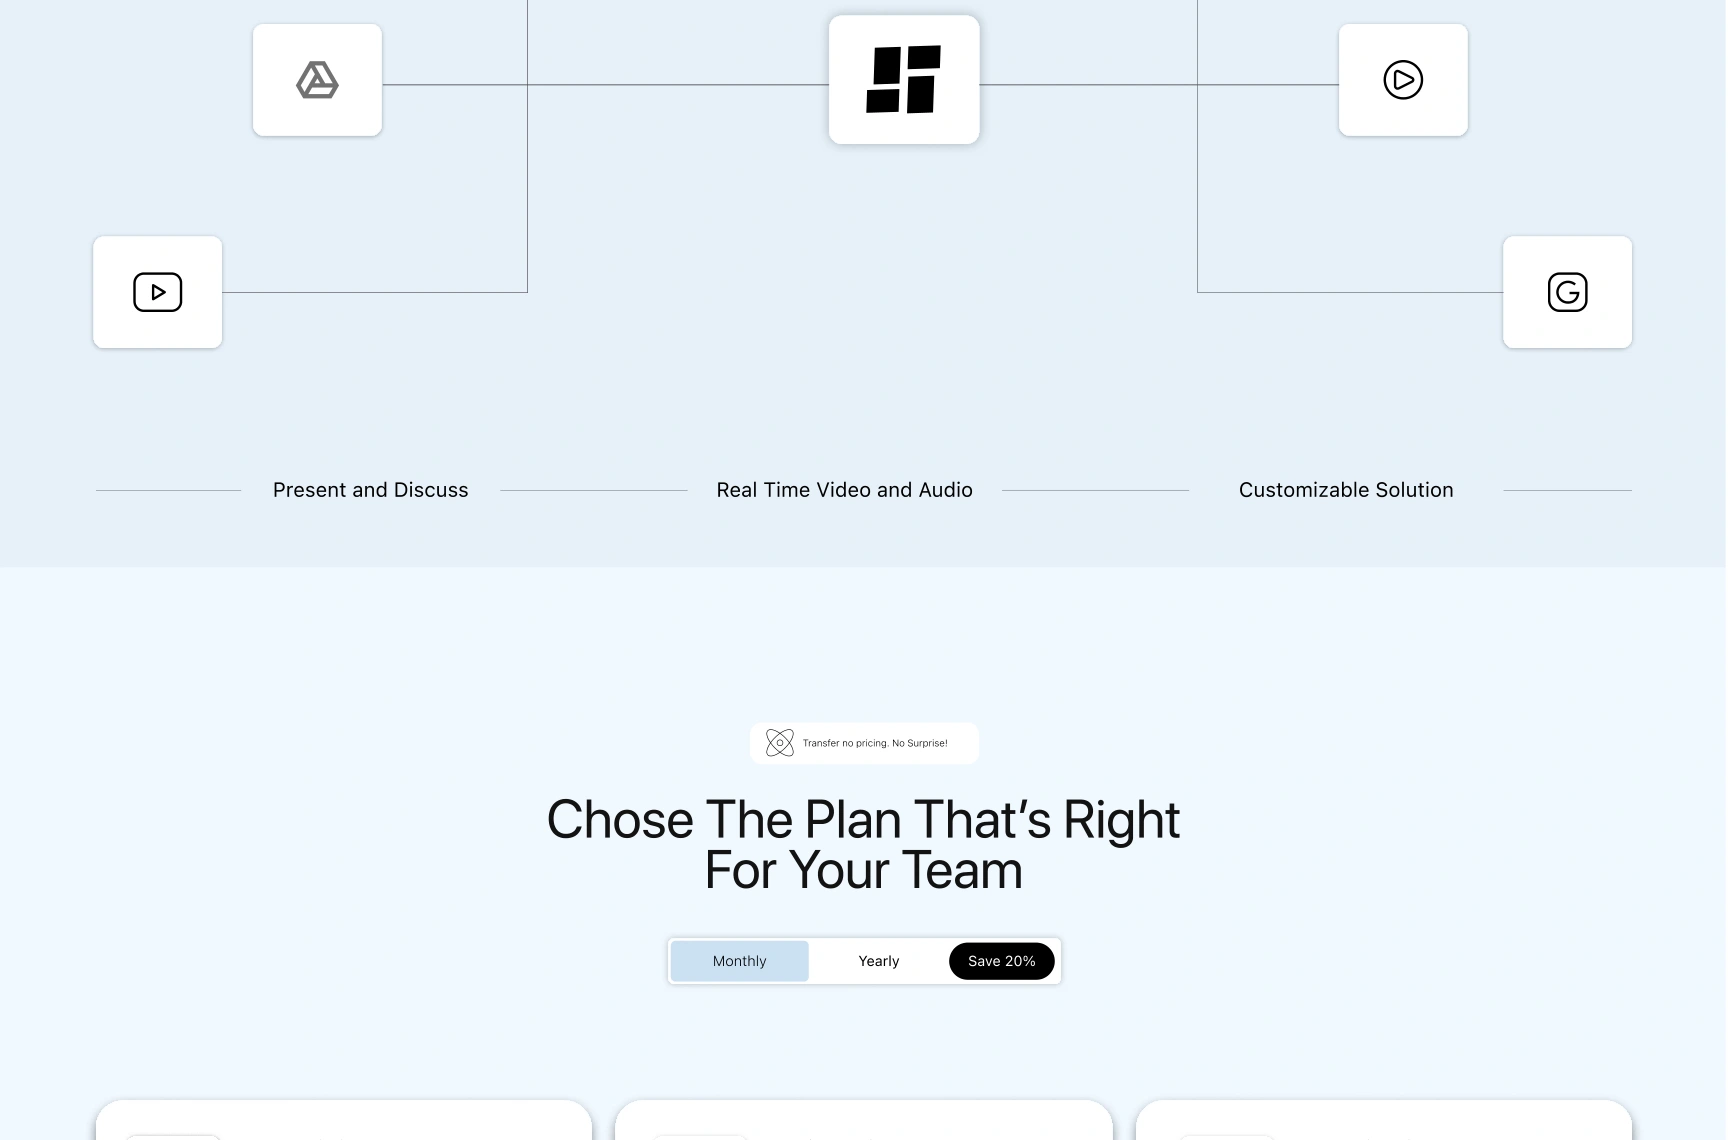 Present and Discuss
Real Time Video and Audio
Customizable Solution
Transfer no pricing. No Surprise!
Chose The Plan That’s Right
For Your Team
Monthly
Yearly
Save 20%